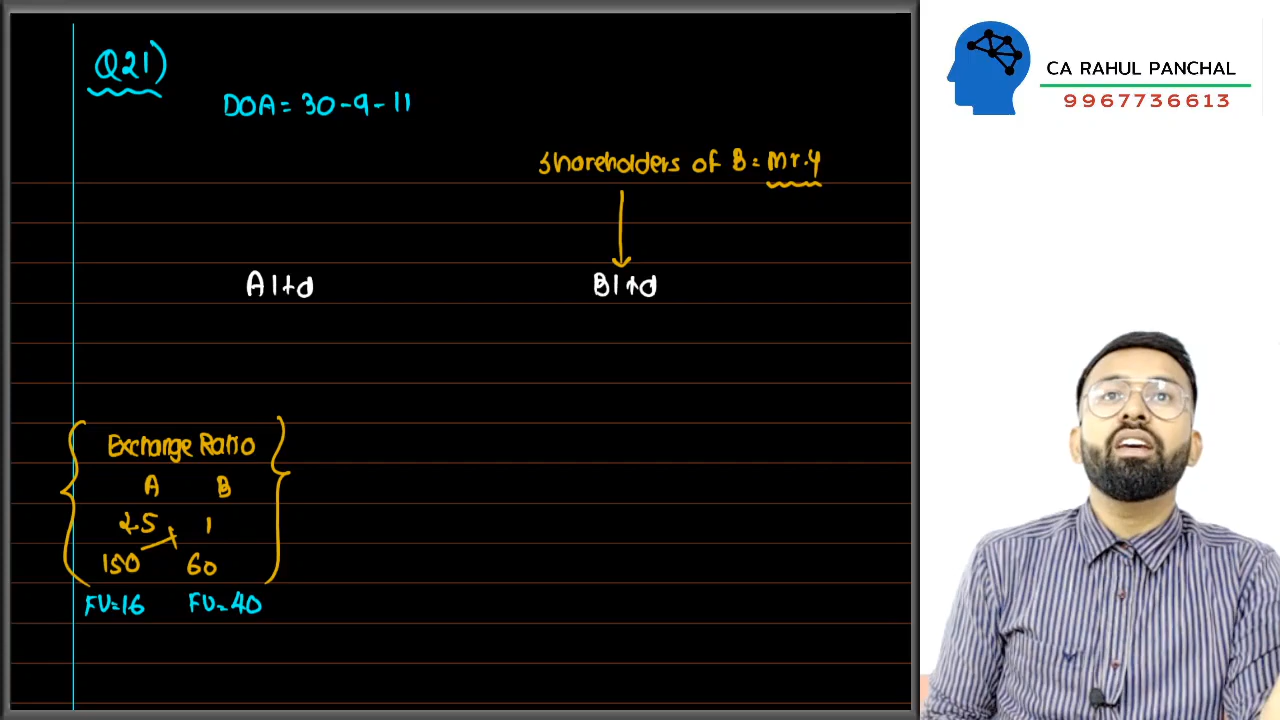 Q21)
DOA = 30-9-11
Shareholders of B = Mr. Y
A ltd
B ltd
Exchange Ratio
A B
2.5 1
150 60
FV=16 FV=40
CA RAHUL PANCHAL
9967736613